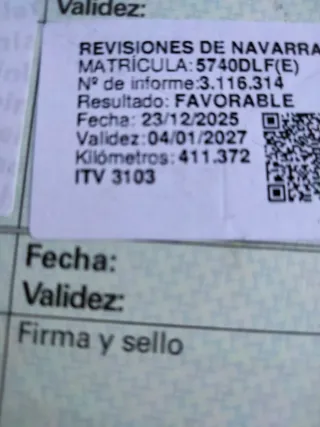 Validez:
REVISIONES DE NAVARRA
MATRÍCULA:5740DLF(E)
Nº de informe:3.116.314
Resultado: FAVORABLE
Fecha: 23/12/2025
Validez:04/01/2027
Kilómetros:411.372
ITV 3103
Fecha:
Validez:
Firma y sello